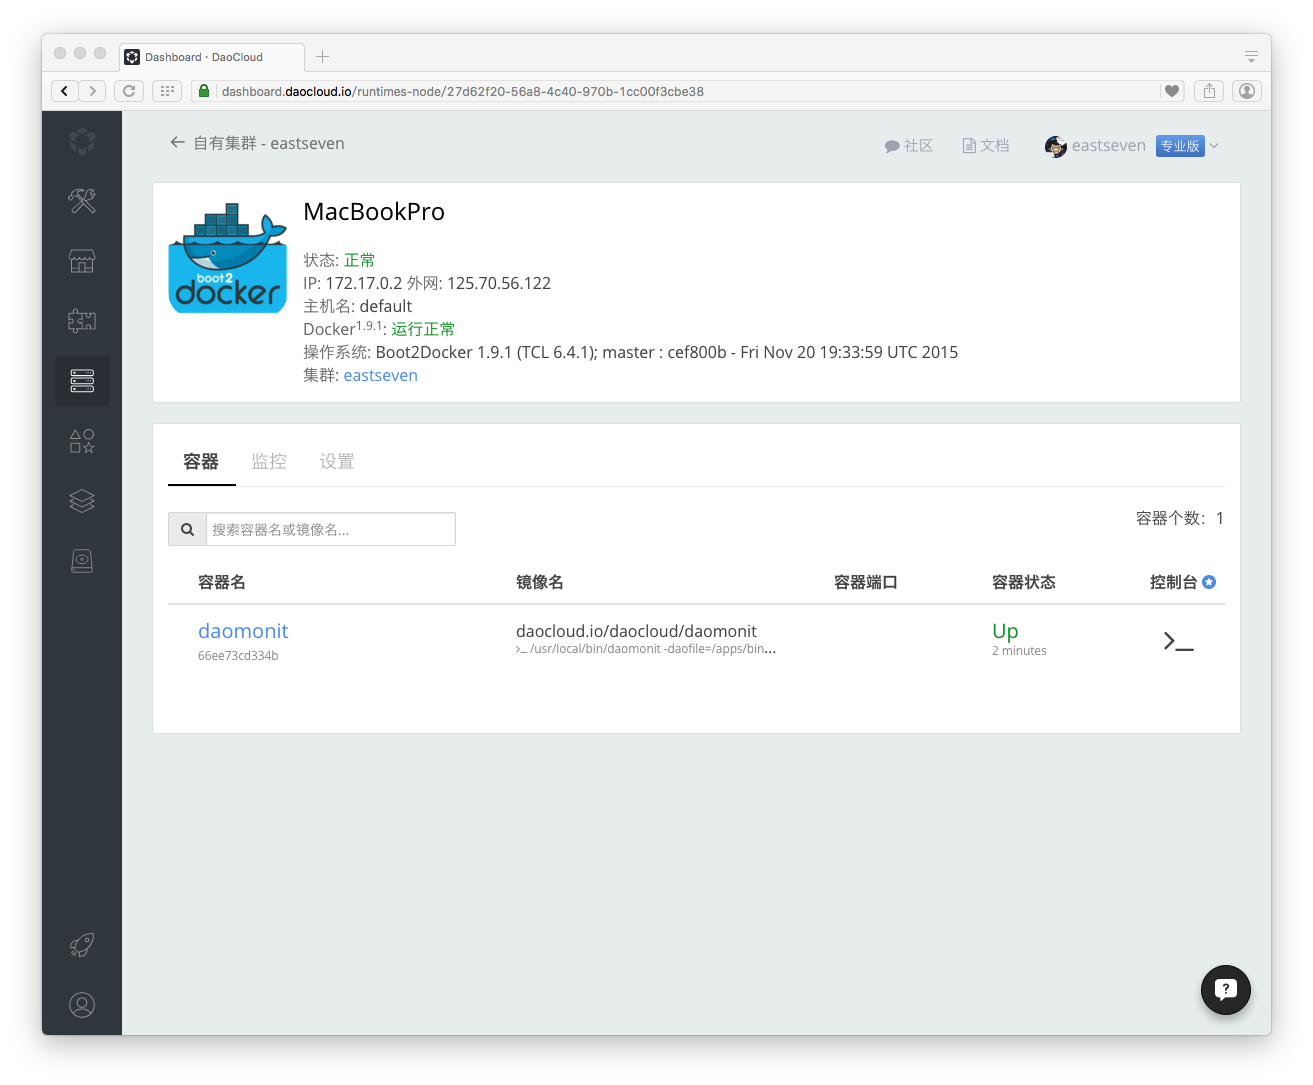 Dashboard · DaoCloud
dashboard.daocloud.io/runtimes-node/27d62f20-56a8-4c40-970b-1cc00f3cbe38
自有集群 - eastseven
社区 文档 eastseven 专业版
boot2
docker
MacBookPro
状态: 正常
IP: 172.17.0.2 外网: 125.70.56.122
主机名: default
Docker1.9.1: 运行正常
操作系统: Boot2Docker 1.9.1 (TCL 6.4.1); master : cef800b - Fri Nov 20 19:33:59 UTC 2015
集群: eastseven
容器 监控 设置
搜索容器名或镜像名...
容器个数：1
容器名 镜像名 容器端口 容器状态 控制台
daomonit daocloud.io/daocloud/daomonit Up
66ee73cd334b >_ /usr/local/bin/daomonit -daofile=/apps/bin... 2 minutes